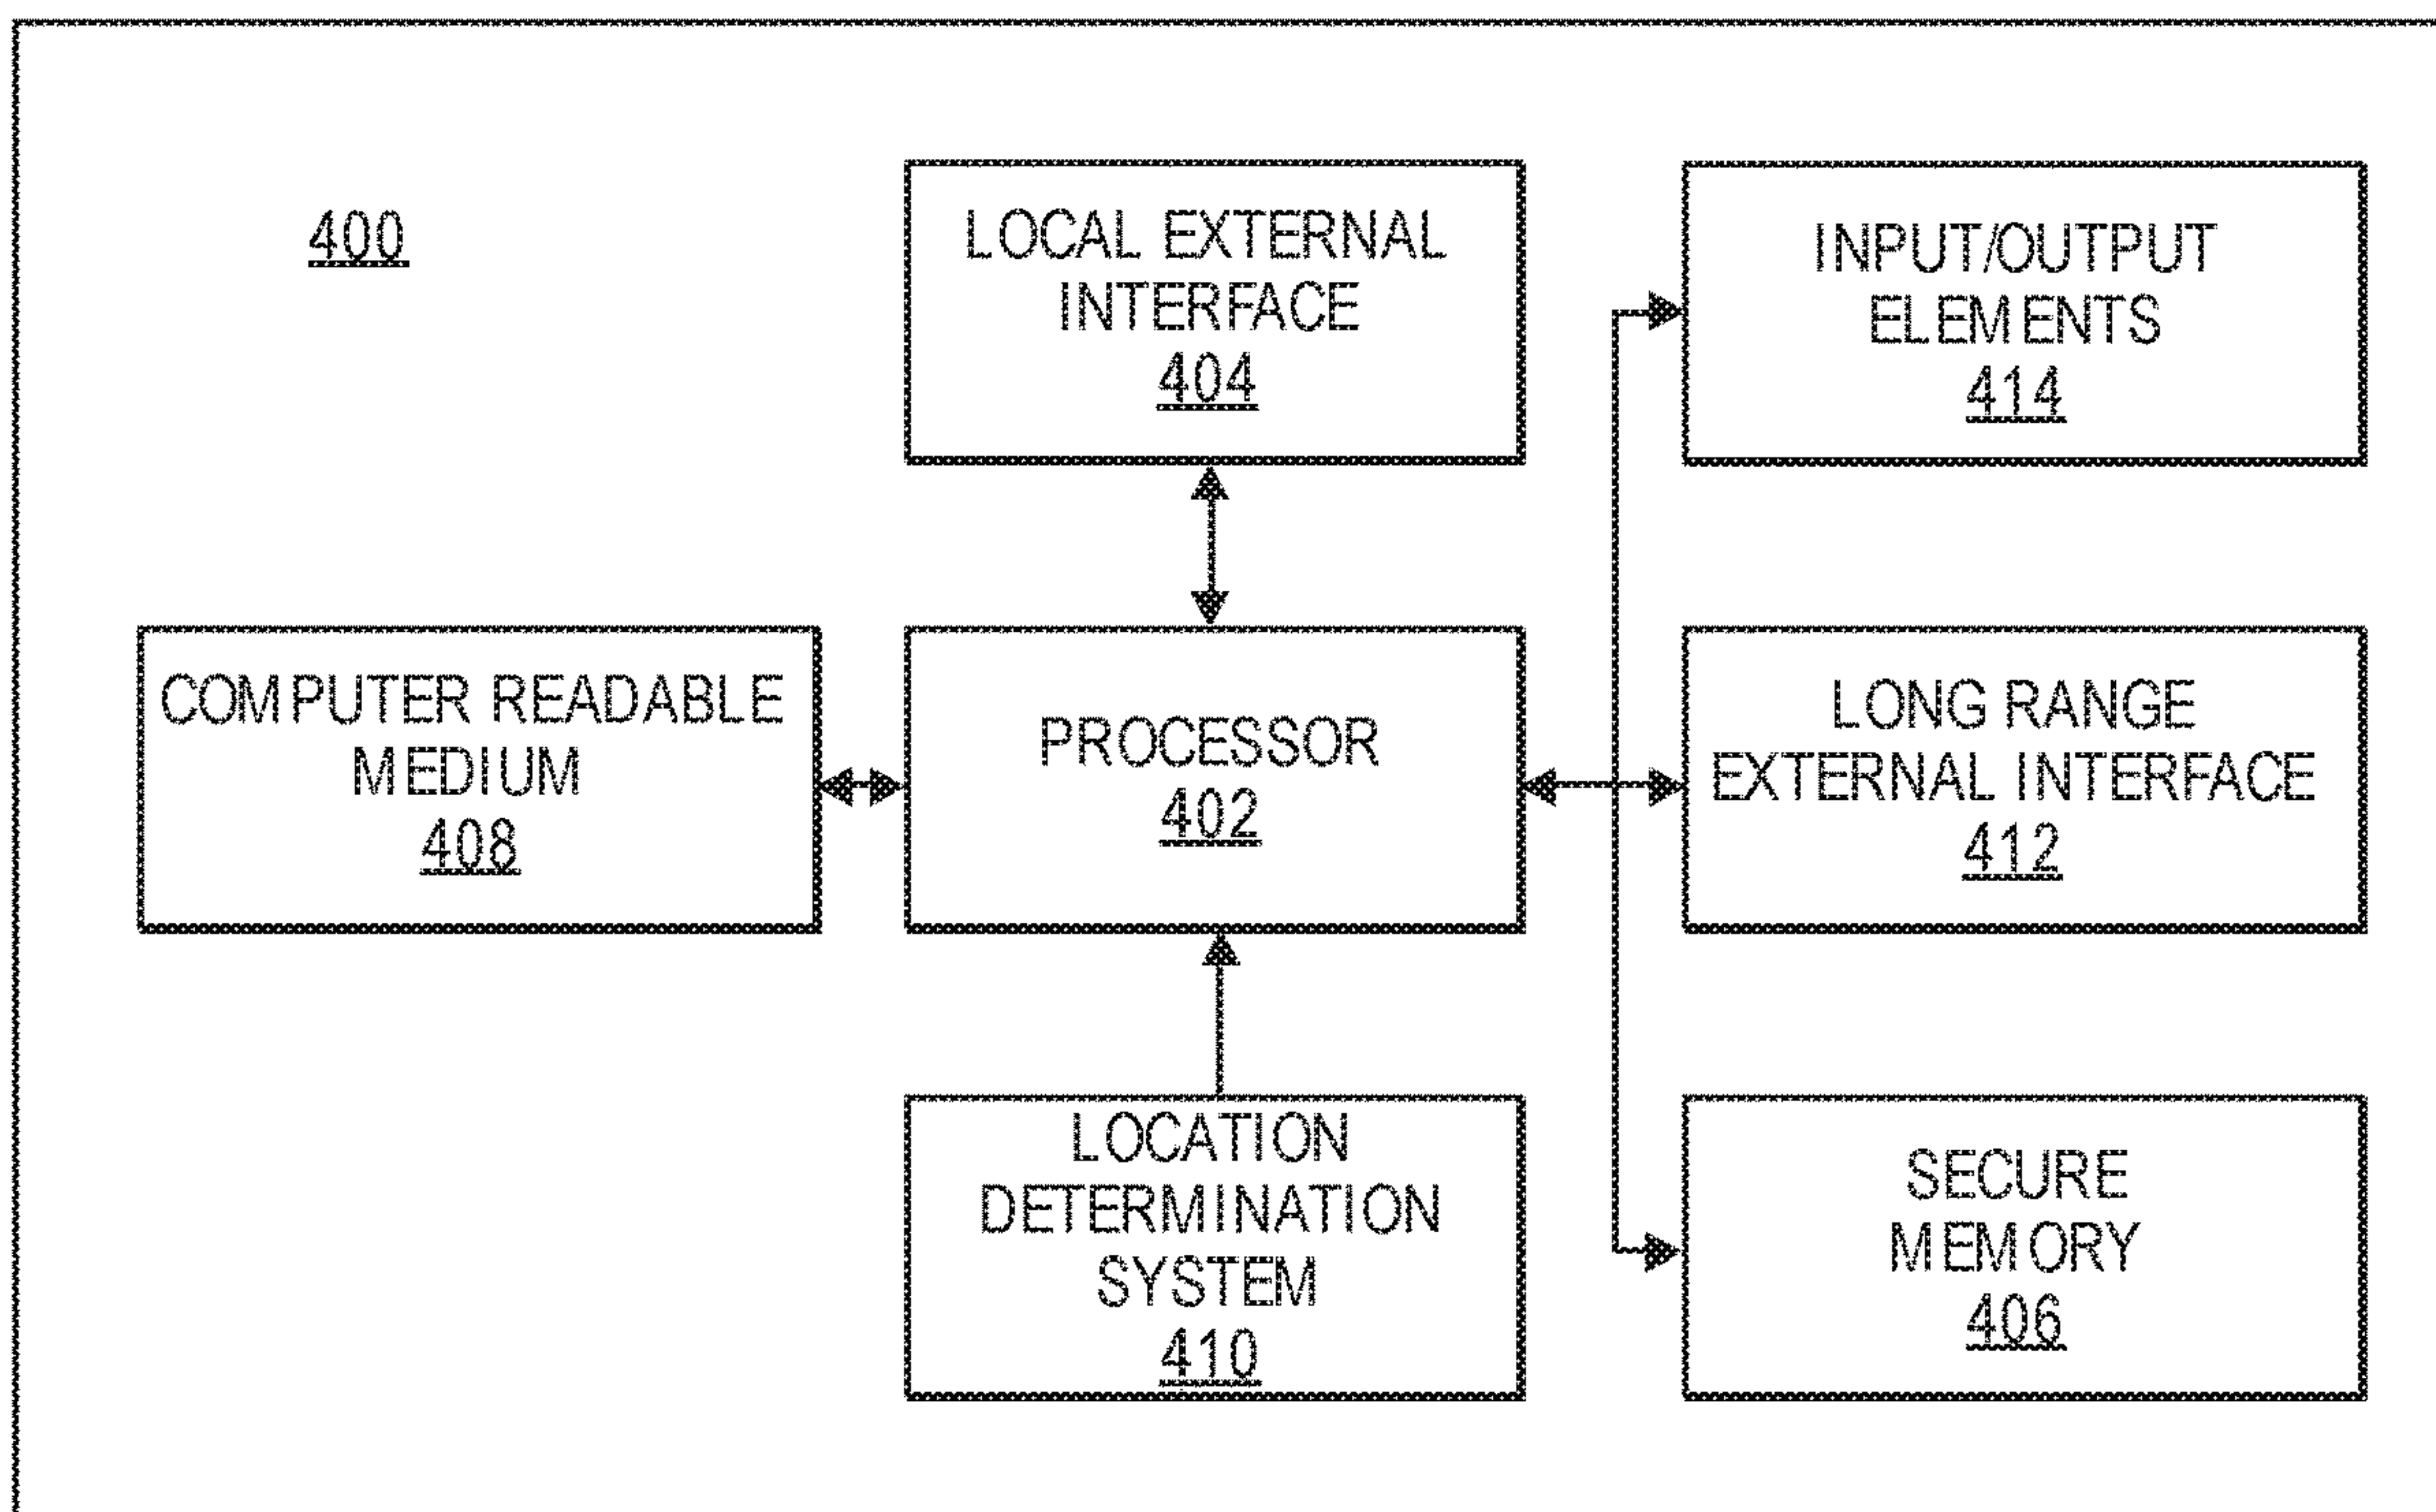 400
LOCAL EXTERNAL
INTERFACE
404
INPUT/OUTPUT
ELEMENTS
414
COMPUTER READABLE
MEDIUM
408
PROCESSOR
402
LONG RANGE
EXTERNAL INTERFACE
412
LOCATION
DETERMINATION
SYSTEM
410
SECURE
MEMORY
406